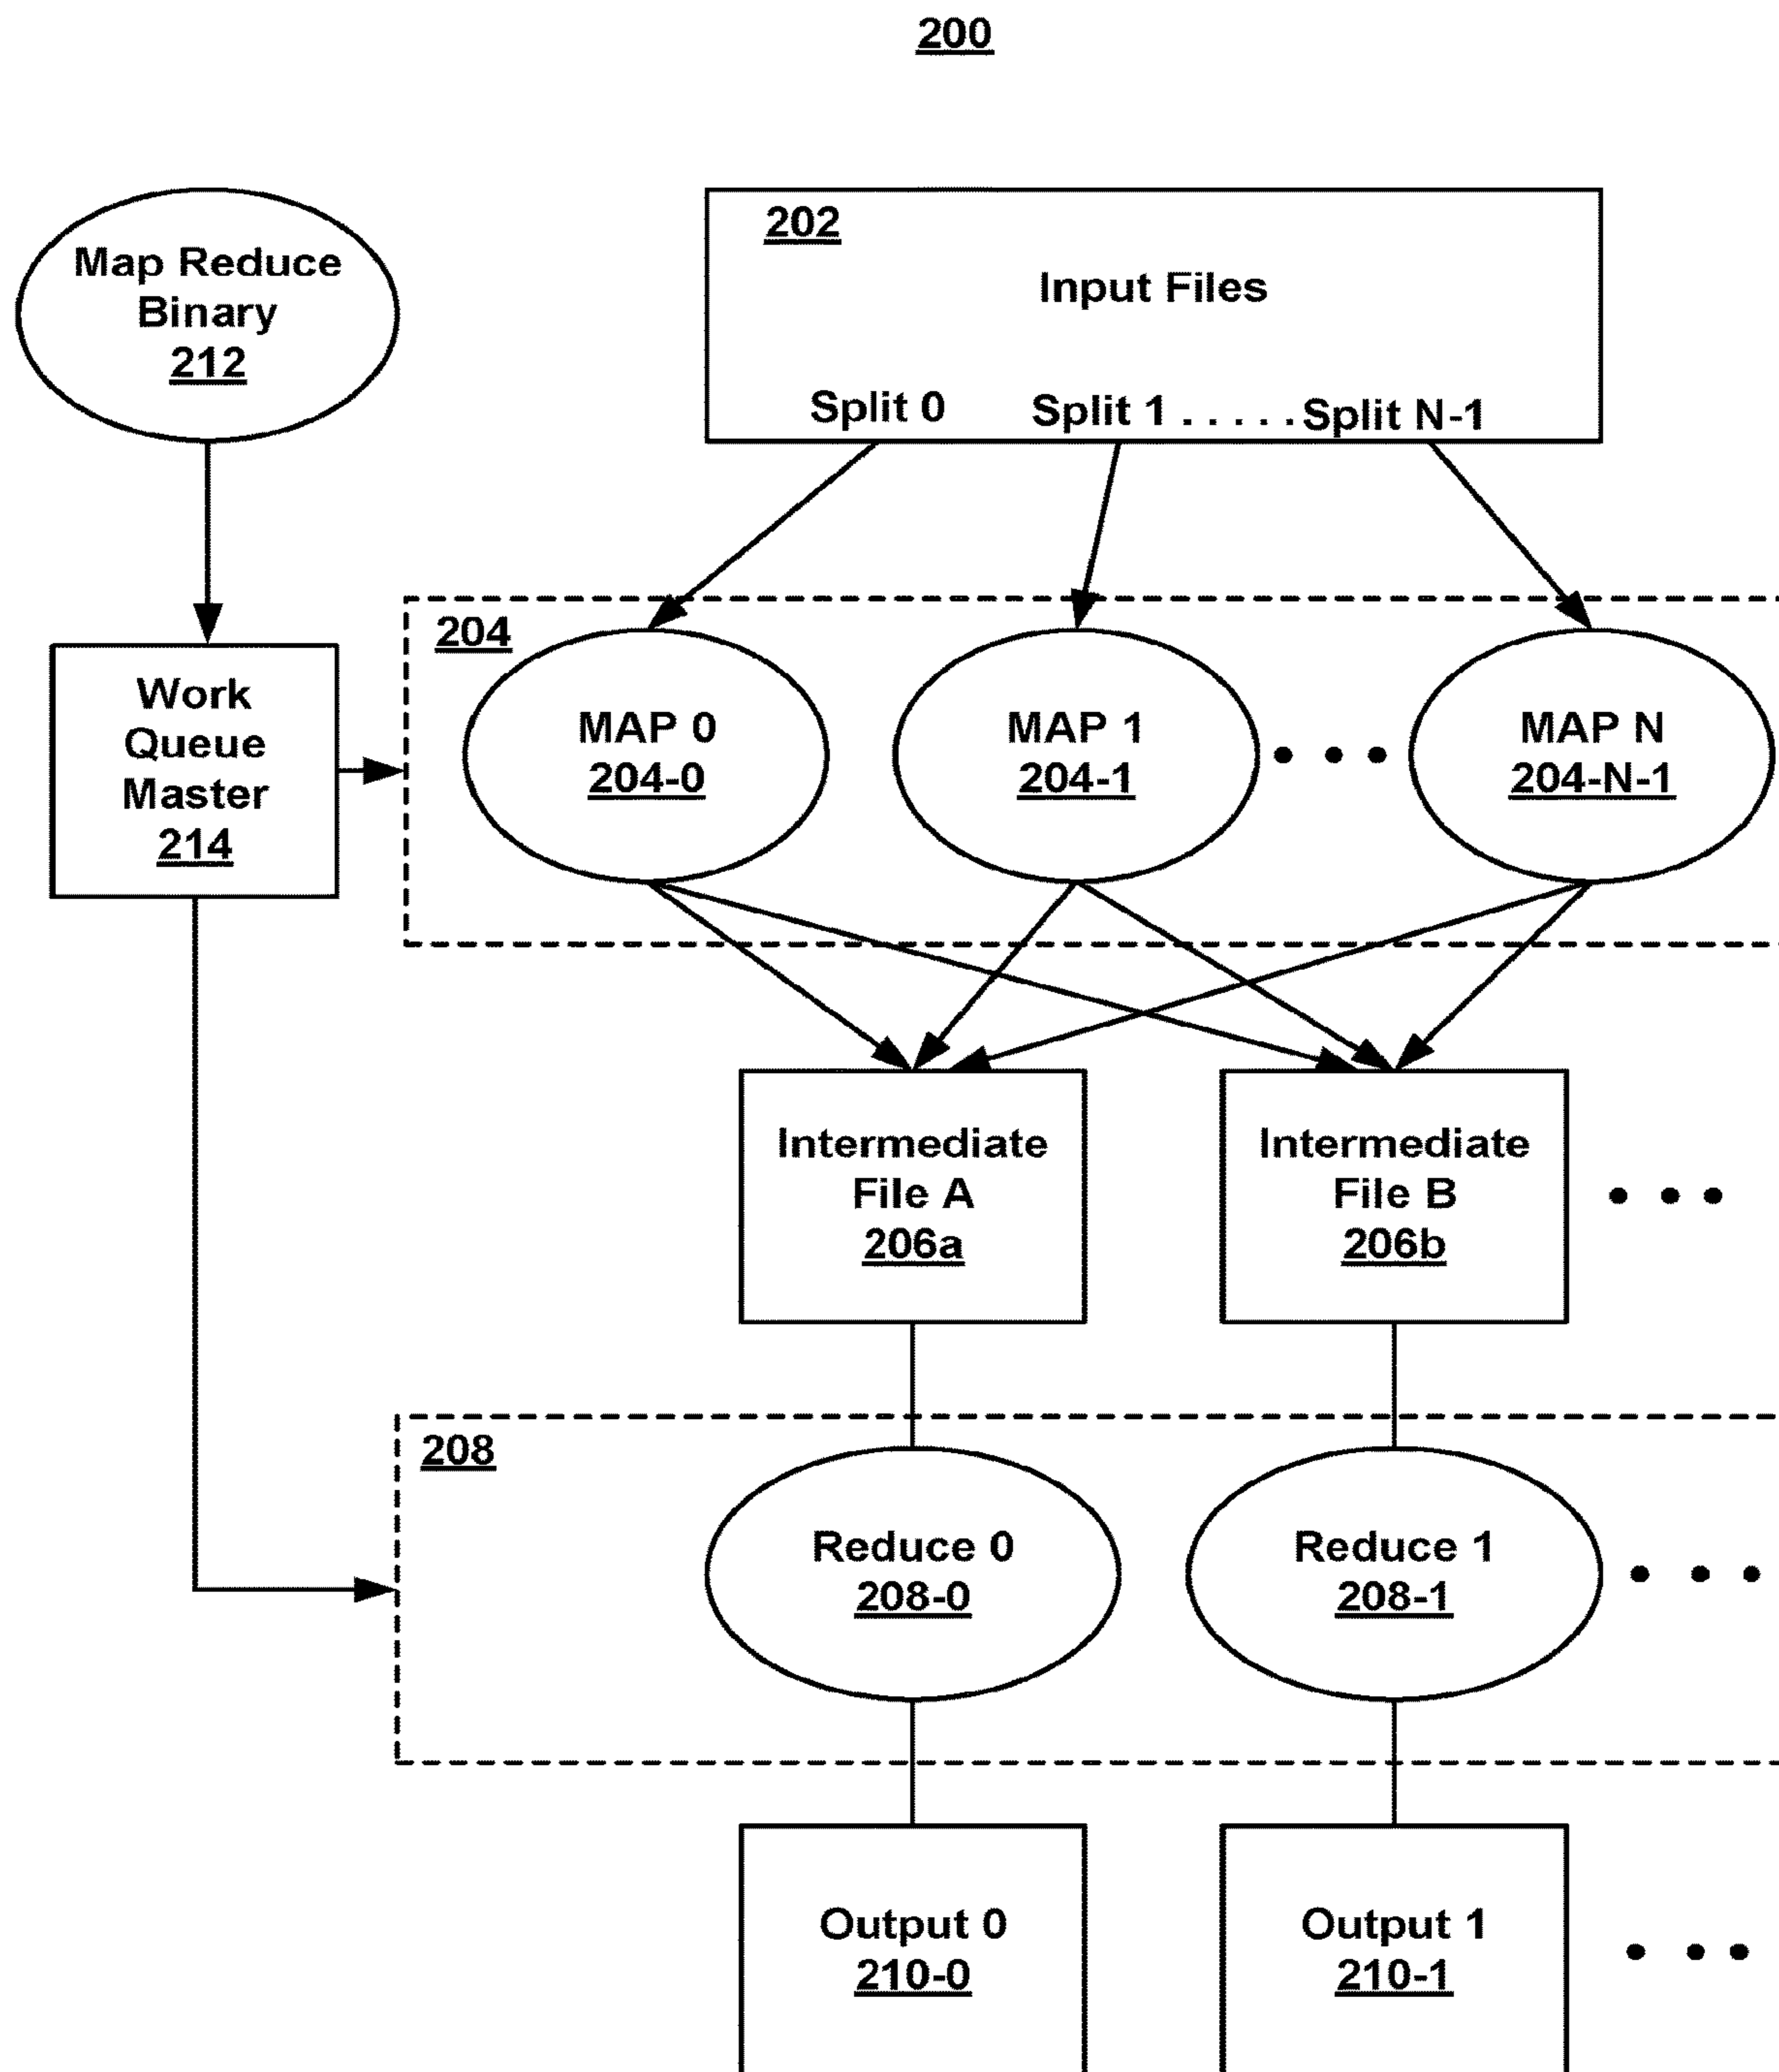 200
Map Reduce
Binary
212
202
Input Files
Split 0 Split 1 . . . . . Split N-1
Work
Queue
Master
214
204
MAP 0
204-0
MAP 1
204-1
• • •
MAP N
204-N-1
Intermediate
File A
206a
Intermediate
File B
206b
• • •
208
Reduce 0
208-0
Reduce 1
208-1
• • •
Output 0
210-0
Output 1
210-1
• • •